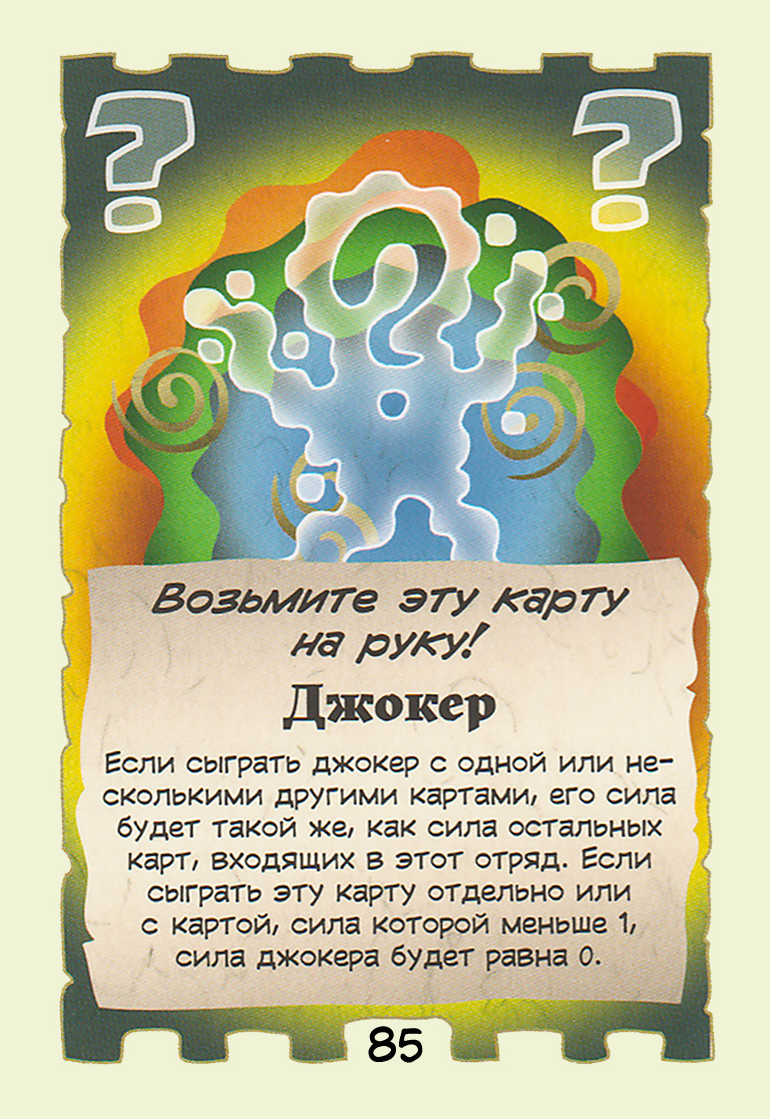 ? ?
Возьмите эту карту
на руку!
Джокер
Если сыграть джокер с одной или не-
сколькими другими картами, его сила
будет такой же, как сила остальных
карт, входящих в этот отряд. Если
сыграть эту карту отдельно или
с картой, сила которой меньше 1,
сила джокера будет равна 0.
85